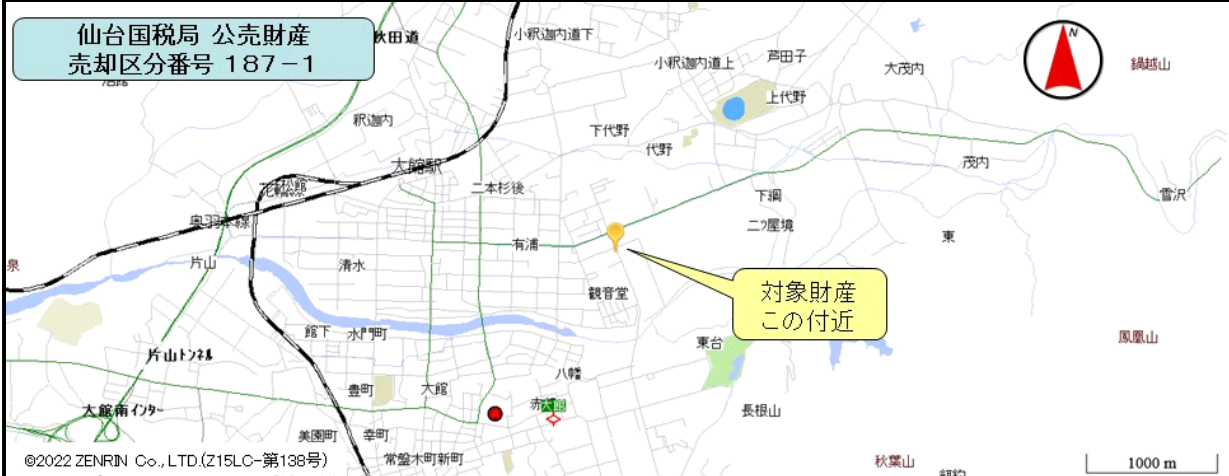 仙台国税局 公売財産
売却区分番号 187-1
秋田道
小釈迦内道下
N
小釈迦内道上
芦田子
大茂内
鍋越山
上代野
釈迦内
下代野
代野
大館駅
茂内
二本杉後
下綱
雪沢
奥羽本線
二ツ屋境
有浦
東
泉
片山
清水
対象財産
この付近
観音堂
館下
水門町
東台
鳳凰山
片山トンネル
八幡
豊町
大館
長根山
大館南インター
大館
美園町
幸町
常盤木町新町
秋葉山
©2022 ZENRIN Co., LTD.(Z15LC-第138号)
1000 m